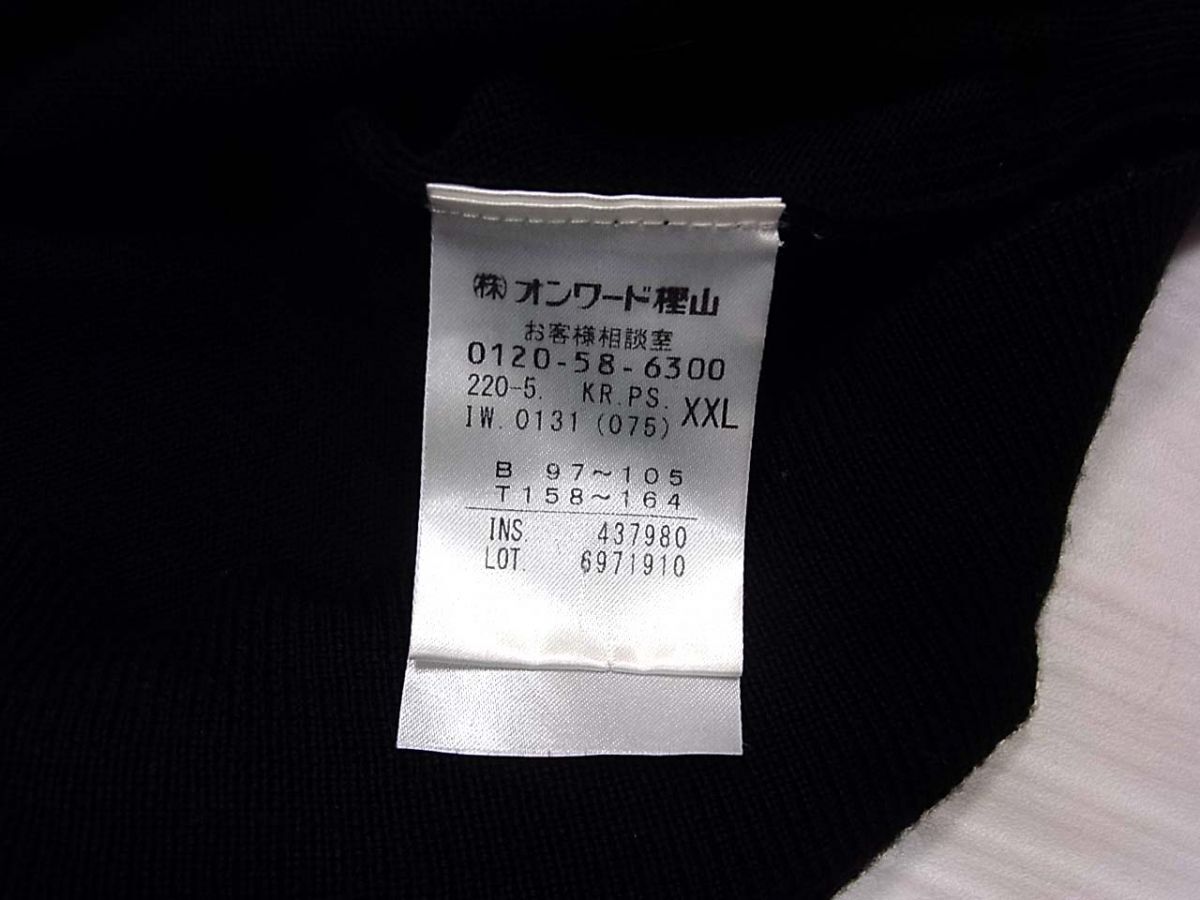 ㈱オンワード樫山
お客様相談室
0120-58-6300
220-5. KR.PS. XXL
IW. 0131 (075)
B 97～105
T158～164
INS 437980
LOT. 6971910